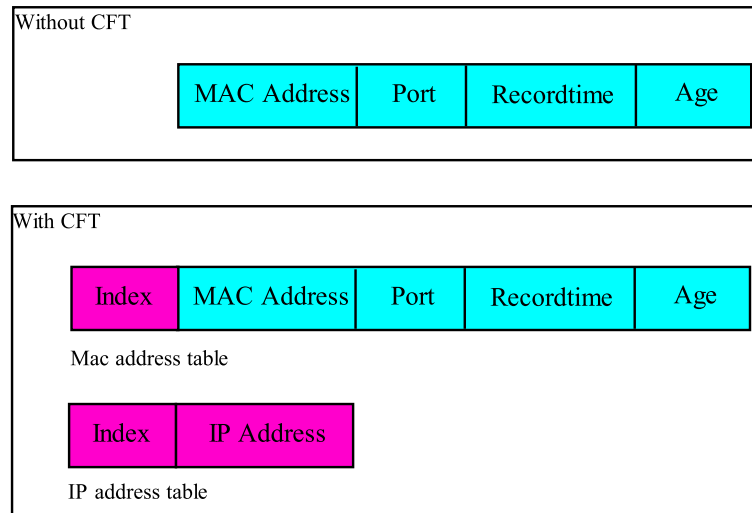 Without CFT
MAC Address Port Recordtime Age
With CFT
Index MAC Address Port Recordtime Age
Mac address table
Index IP Address
IP address table